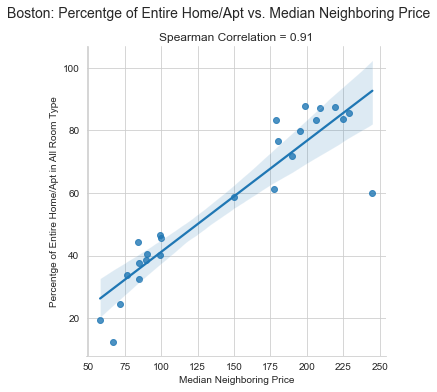 Boston: Percentge of Entire Home/Apt vs. Median Neighboring Price
Spearman Correlation = 0.91
Percentge of Entire Home/Apt in All Room Type
100
80
60
40
20
50 75 100 125 150 175 200 225 250
Median Neighboring Price